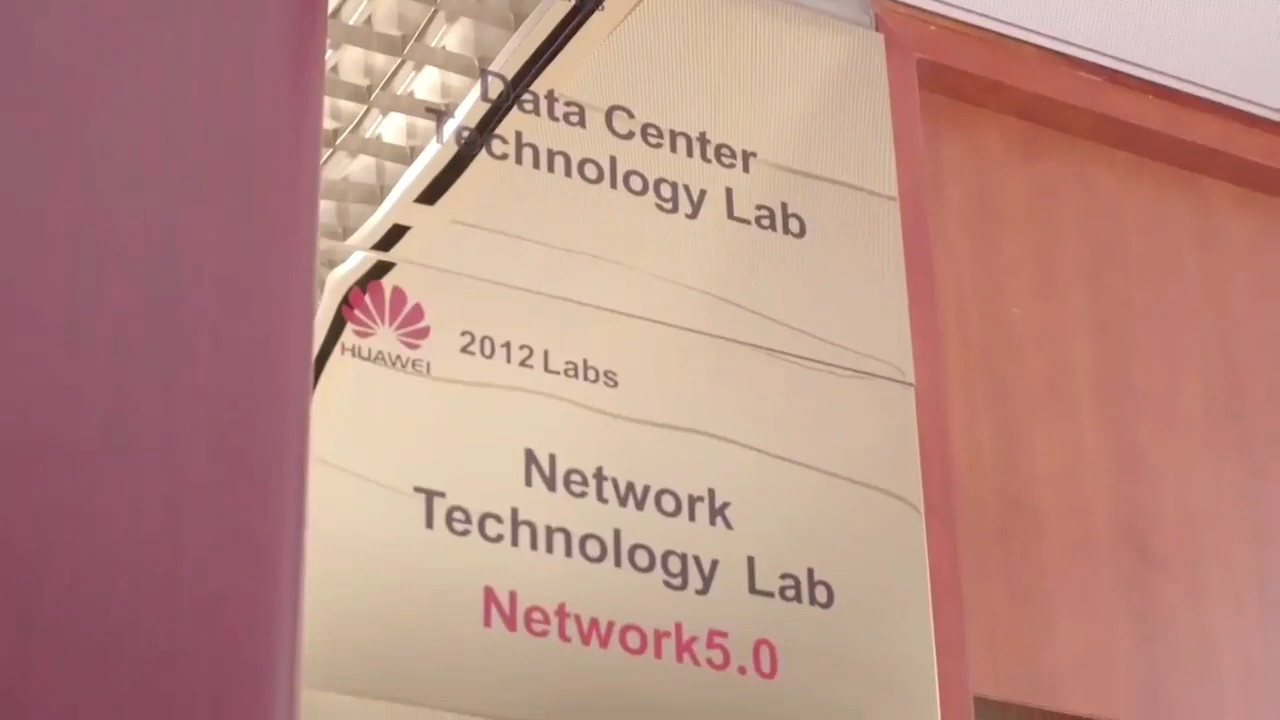 Data Center
Technology Lab
HUAWEI
2012 Labs
Network
Technology Lab
Network5.0